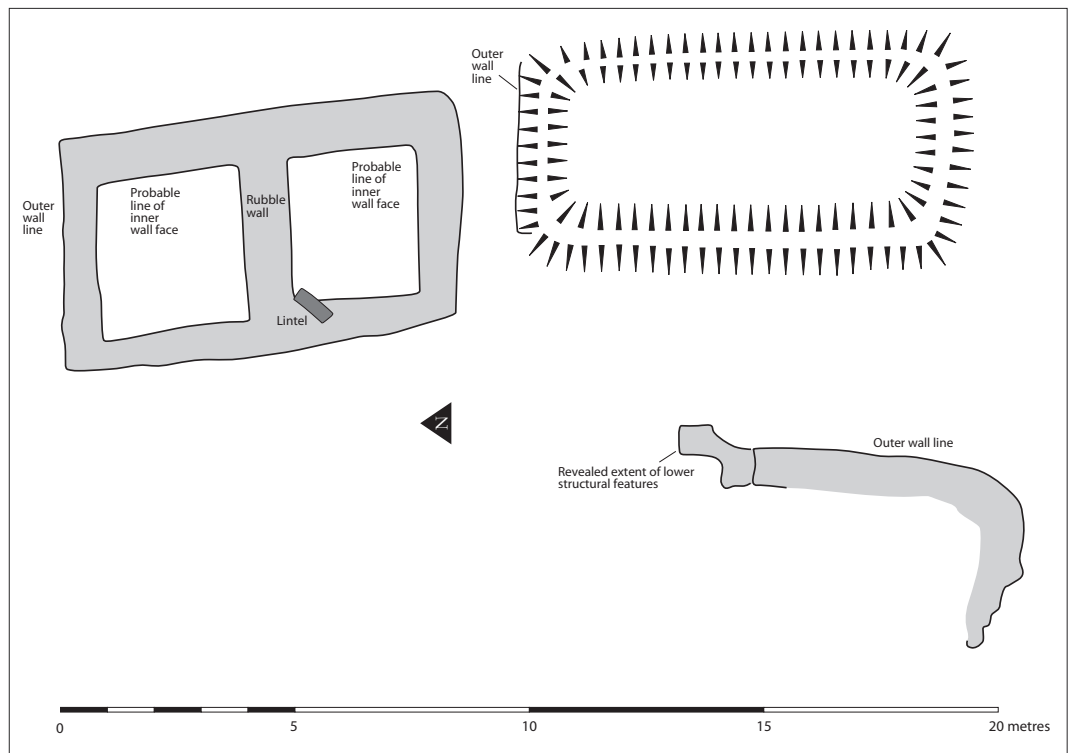 Outer
wall
line
Probable
line of
inner
wall face
Rubble
wall
Probable
line of
inner
wall face
Lintel
Outer
wall
line
N
Outer wall line
Revealed extent of lower
structural features
0 5 10 15 20 metres